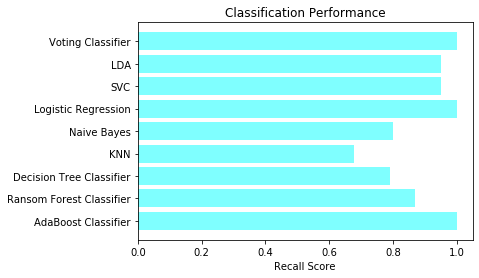 Classification Performance
Voting Classifier
LDA
SVC
Logistic Regression
Naive Bayes
KNN
Decision Tree Classifier
Ransom Forest Classifier
AdaBoost Classifier
0.0 0.2 0.4 0.6 0.8 1.0
Recall Score